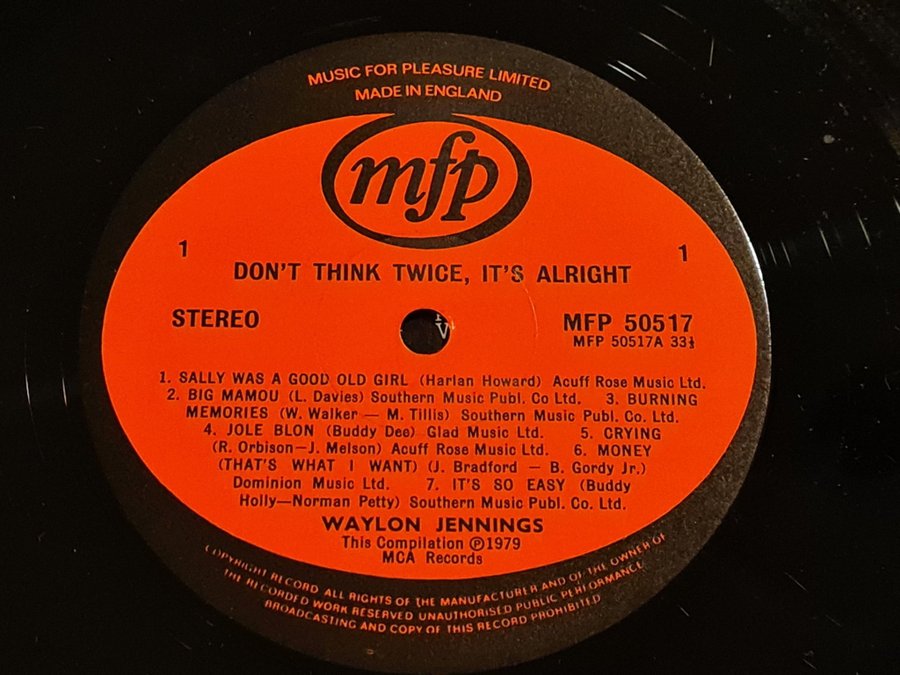 MUSIC FOR PLEASURE LIMITED
MADE IN ENGLAND
mfp
1 1
DON'T THINK TWICE, IT'S ALRIGHT
STEREO MFP 50517
MFP 50517A 33⅓
1. SALLY WAS A GOOD OLD GIRL (Harlan Howard) Acuff Rose Music Ltd.
2. BIG MAMOU (L. Davies) Southern Music Publ. Co Ltd. 3. BURNING
MEMORIES (W. Walker — M. Tillis) Southern Music Publ. Co. Ltd.
4. JOLE BLON (Buddy Dee) Glad Music Ltd. 5. CRYING
(R. Orbison—J. Melson) Acuff Rose Music Ltd. 6. MONEY
(THAT'S WHAT I WANT) (J. Bradford — B. Gordy Jr.)
Dominion Music Ltd. 7. IT'S SO EASY (Buddy
Holly—Norman Petty) Southern Music Publ. Co. Ltd.
WAYLON JENNINGS
This Compilation ℗1979
MCA Records
COPYRIGHT RECORD ALL RIGHTS OF THE MANUFACTURER AND OF THE OWNER OF
THE RECORDED WORK RESERVED UNAUTHORISED PUBLIC PERFORMANCE
BROADCASTING AND COPY OF THIS RECORD PROHIBITED